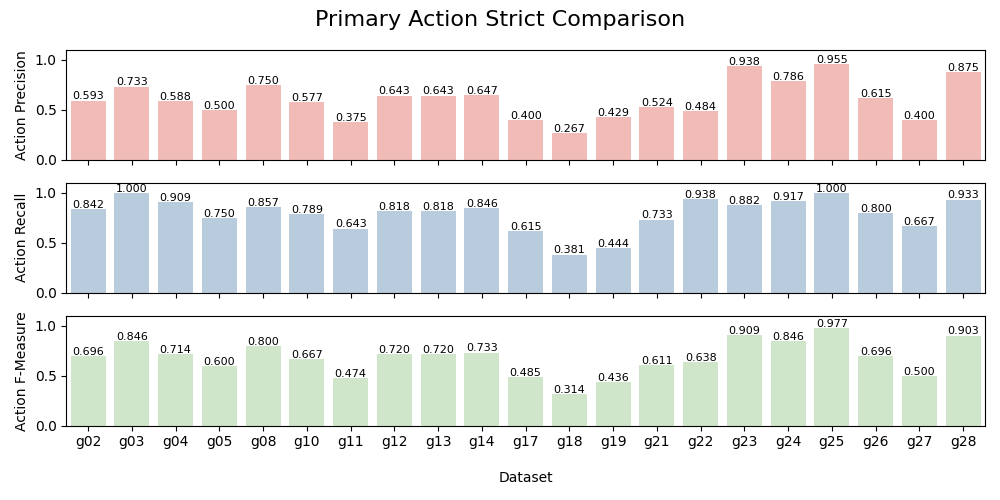 Primary Action Strict Comparison
Action Precision
1.0
0.5
0.0
0.593 0.733 0.588 0.500 0.750 0.577 0.375 0.643 0.643 0.647 0.400 0.267 0.429 0.524 0.484 0.938 0.786 0.955 0.615 0.400 0.875
Action Recall
1.0
0.5
0.0
0.842 1.000 0.909 0.750 0.857 0.789 0.643 0.818 0.818 0.846 0.615 0.381 0.444 0.733 0.938 0.882 0.917 1.000 0.800 0.667 0.933
Action F-Measure
1.0
0.5
0.0
0.696 0.846 0.714 0.600 0.800 0.667 0.474 0.720 0.720 0.733 0.485 0.314 0.436 0.611 0.638 0.909 0.846 0.977 0.696 0.500 0.903
g02 g03 g04 g05 g08 g10 g11 g12 g13 g14 g17 g18 g19 g21 g22 g23 g24 g25 g26 g27 g28
Dataset